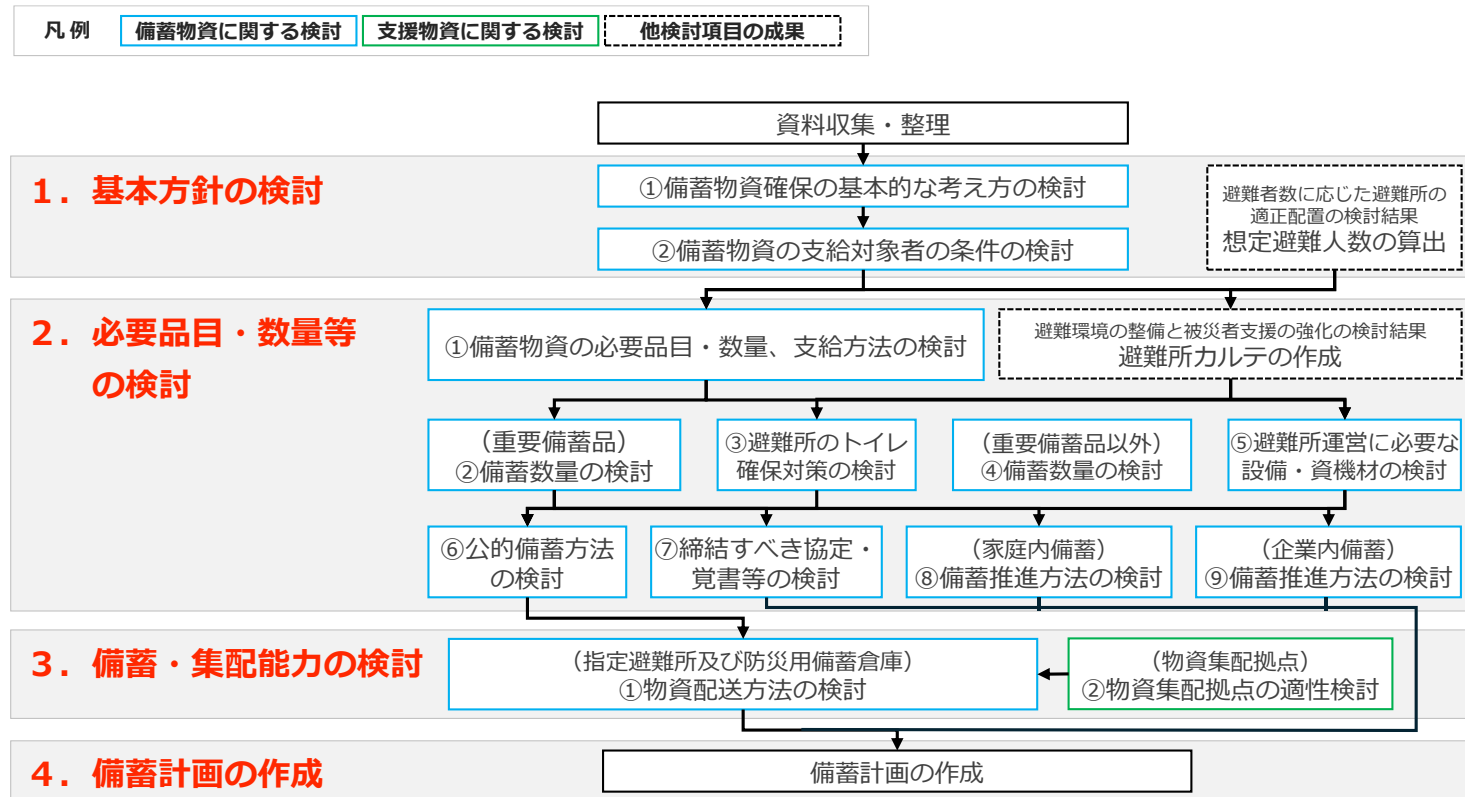 凡例
備蓄物資に関する検討
支援物資に関する検討
他検討項目の成果
資料収集・整理
1．基本方針の検討
①備蓄物資確保の基本的な考え方の検討
②備蓄物資の支給対象者の条件の検討
避難者数に応じた避難所の
適正配置の検討結果
想定避難人数の算出
2．必要品目・数量等
の検討
①備蓄物資の必要品目・数量、支給方法の検討
避難環境の整備と被災者支援の強化の検討結果
避難所カルテの作成
（重要備蓄品）
②備蓄数量の検討
③避難所のトイレ
確保対策の検討
（重要備蓄品以外）
④備蓄数量の検討
⑤避難所運営に必要な
設備・資機材の検討
⑥公的備蓄方法
の検討
⑦締結すべき協定・
覚書等の検討
（家庭内備蓄）
⑧備蓄推進方法の検討
（企業内備蓄）
⑨備蓄推進方法の検討
3．備蓄・集配能力の検討
（指定避難所及び防災用備蓄倉庫）
①物資配送方法の検討
（物資集配拠点）
②物資集配拠点の適性検討
4．備蓄計画の作成
備蓄計画の作成